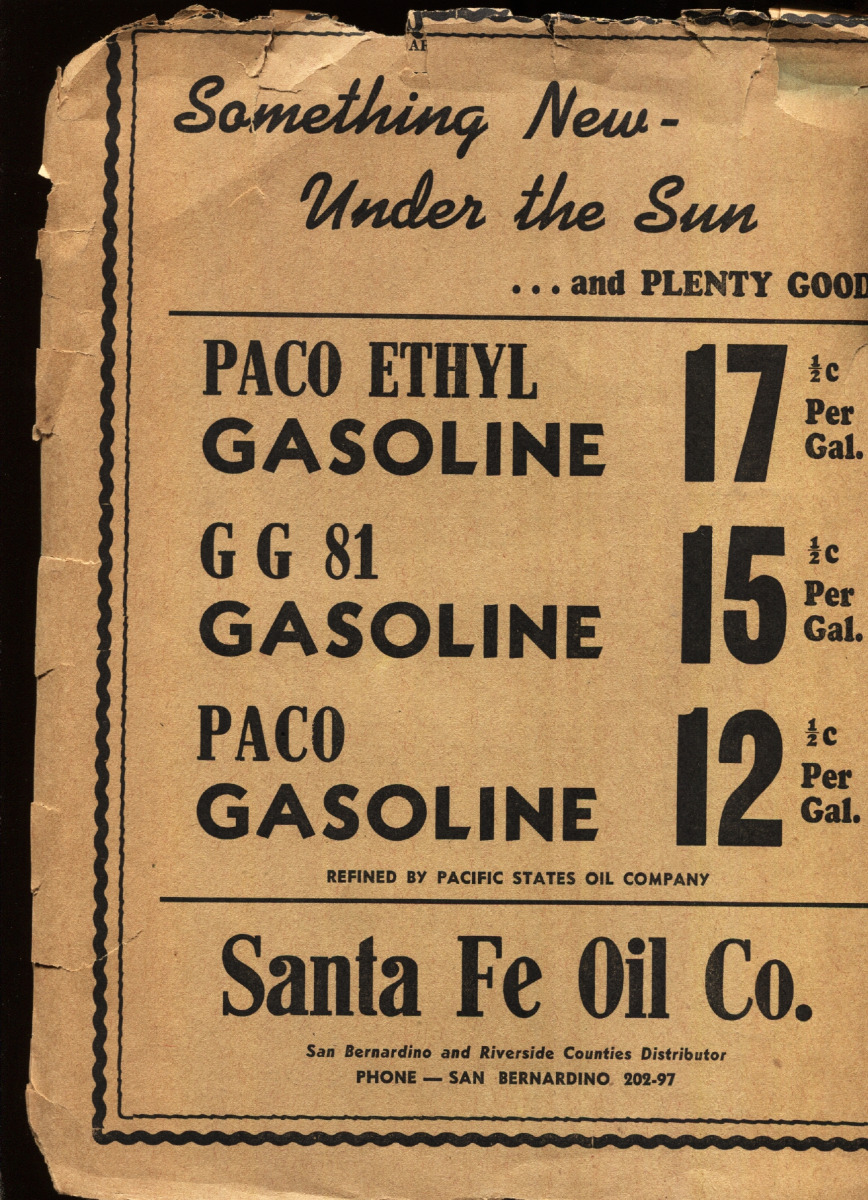 Something New-
Under the Sun
...and PLENTY GOOD
PACO ETHYL
GASOLINE
17 ½c
Per
Gal.
G G 81
GASOLINE
15 ½c
Per
Gal.
PACO
GASOLINE
12 ½c
Per
Gal.
REFINED BY PACIFIC STATES OIL COMPANY
Santa Fe Oil Co.
San Bernardino and Riverside Counties Distributor
PHONE — SAN BERNARDINO 202-97